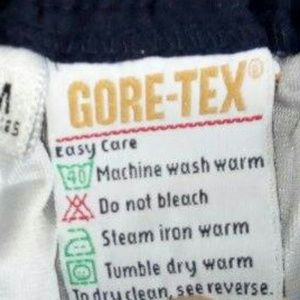 M
GORE-TEX®
Easy Care
40 Machine wash warm
Do not bleach
Steam iron warm
Tumble dry warm
To dry clean, see reverse.